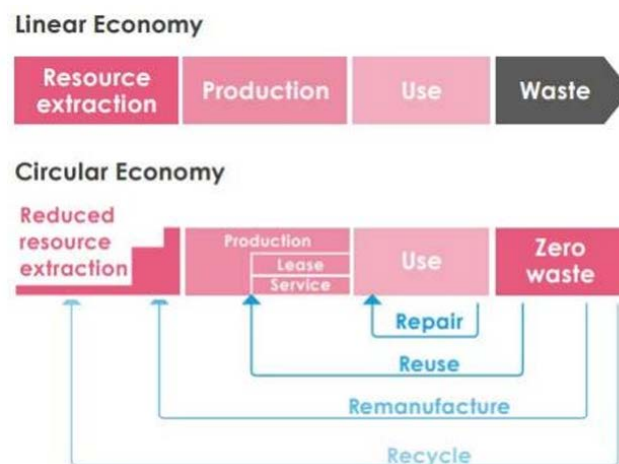 Linear Economy
Resource
extraction
Production
Use
Waste
Circular Economy
Reduced
resource
extraction
Production
Lease
Service
Use
Zero
waste
Repair
Reuse
Remanufacture
Recycle